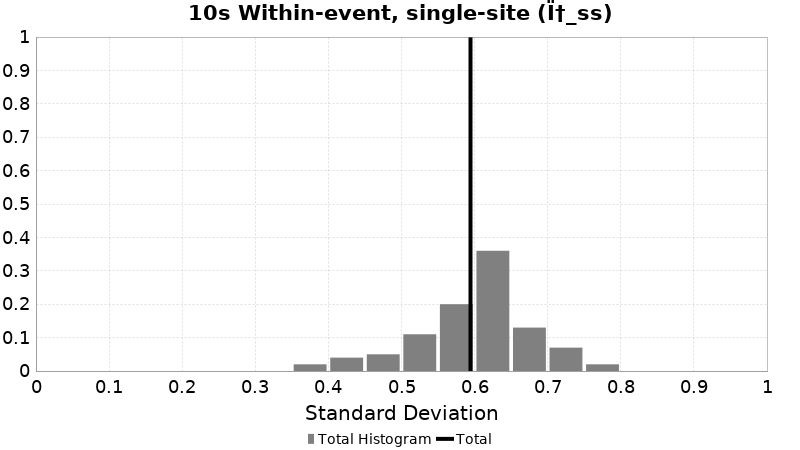 10s Within-event, single-site (Ï†_ss)
1
0.9
0.8
0.7
0.6
0.5
0.4
0.3
0.2
0.1
0
0 0.1 0.2 0.3 0.4 0.5 0.6 0.7 0.8 0.9 1
Standard Deviation
Total Histogram Total